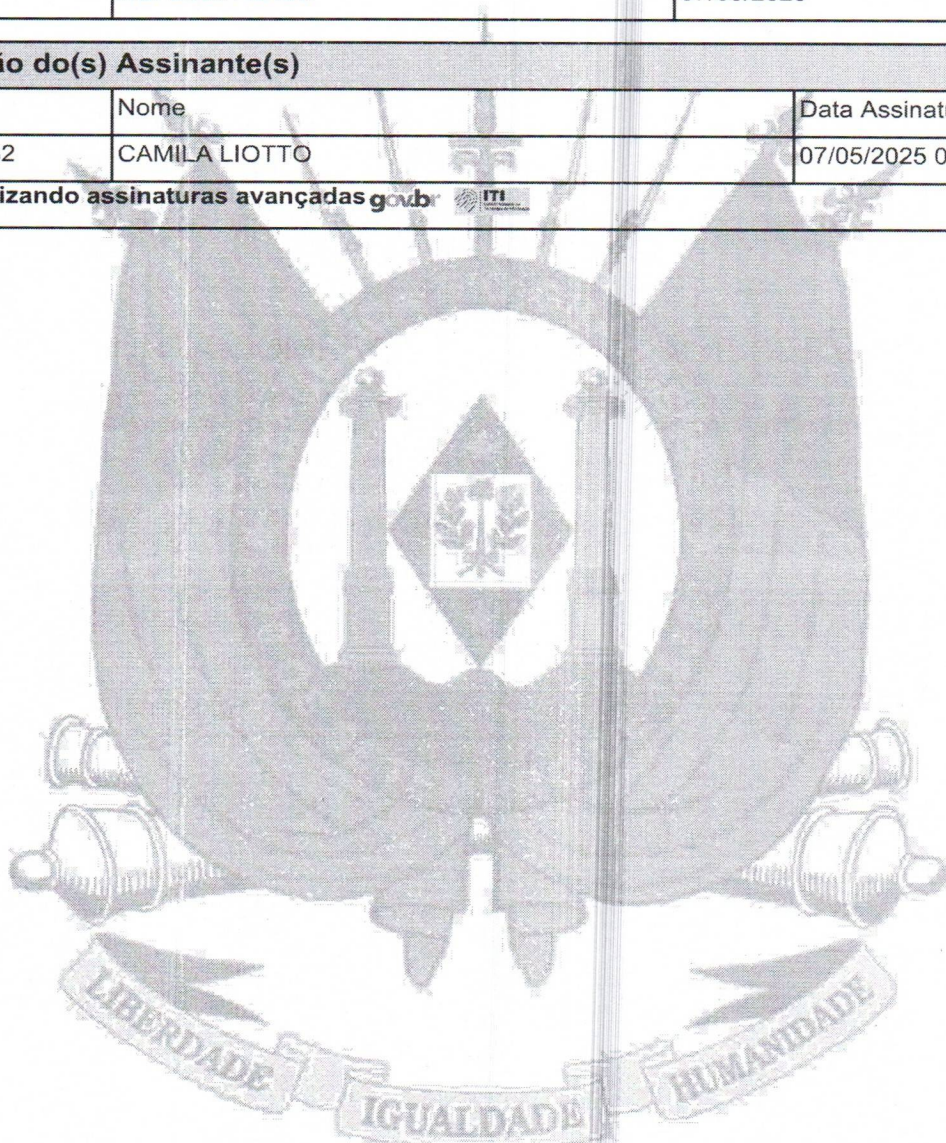 ão do(s) Assinante(s)
Nome Data Assinat
2 CAMILA LIOTTO 07/05/2025 0
izando assinaturas avançadas gov.br ITI
LIBERDADE IGUALDADE HUMANIDADE